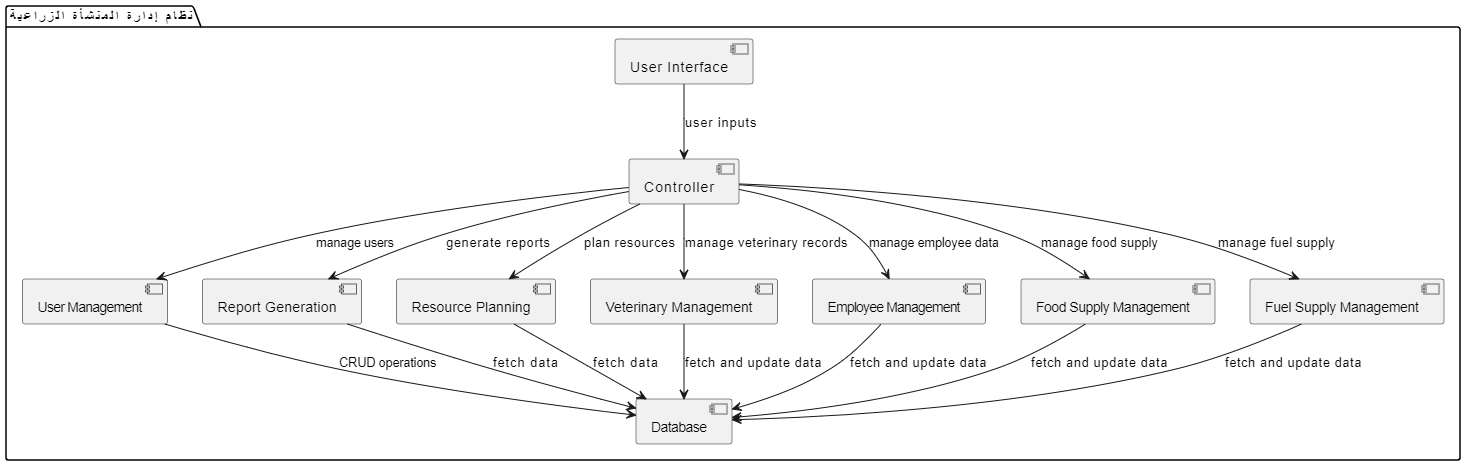 نظام إدارة المنشأة الزراعية
User Interface
user inputs
Controller
manage users
generate reports
plan resources
manage veterinary records
manage employee data
manage food supply
manage fuel supply
User Management
Report Generation
Resource Planning
Veterinary Management
Employee Management
Food Supply Management
Fuel Supply Management
CRUD operations
fetch data
fetch data
fetch and update data
fetch and update data
fetch and update data
fetch and update data
Database